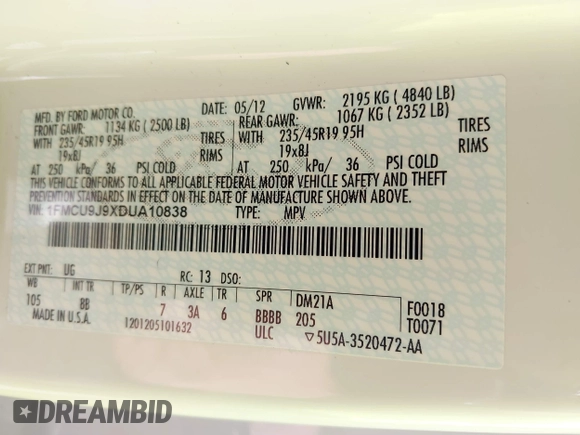 MFD. BY FORD MOTOR CO.
DATE: 05/12 GVWR: 2195 KG ( 4840 LB)
FRONT GAWR: 1134 KG ( 2500 LB) REAR GAWR: 1067 KG ( 2352 LB)
WITH 235/45R19 95H TIRES WITH 235/45R19 95H TIRES
19x8J RIMS 19x8J RIMS
AT 250 kPa/ 36 PSI COLD AT 250 kPa/ 36 PSI COLD
THIS VEHICLE CONFORMS TO ALL APPLICABLE FEDERAL MOTOR VEHICLE SAFETY AND THEFT
PREVENTION STANDARDS IN EFFECT ON THE DATE OF MANUFACTURE SHOWN ABOVE.
VIN: 1FMCU9J9XDUA10838 TYPE: MPV
EXT PNT: UG RC: 13 DSO:
WB INT TR TP/PS R AXLE TR SPR DM21A F0018
105 BB 7 3A 6 BBBB 205 T0071
MADE IN U.S.A. 1201205101632 ULC ▽5U5A-3520472-AA
DREAMBID